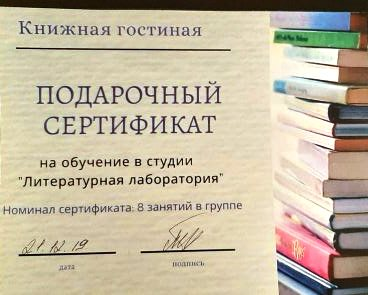 Книжная гостиная
ПОДАРОЧНЫЙ
СЕРТИФИКАТ
на обучение в студии
"Литературная лаборатория"
Номинал сертификата: 8 занятий в группе
21.12.19
дата
подпись